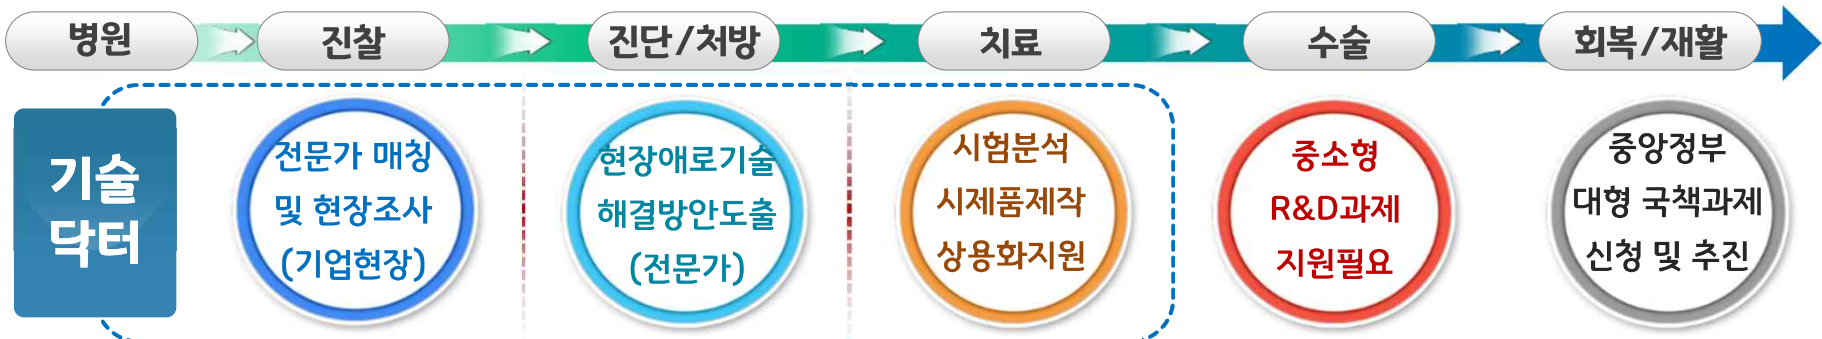 병원
진찰
진단/처방
치료
수술
회복/재활
기술
닥터
전문가 매칭
및 현장조사
(기업현장)
현장애로기술
해결방안도출
(전문가)
시험분석
시제품제작
상용화지원
중소형
R&D과제
지원필요
중앙정부
대형 국책과제
신청 및 추진